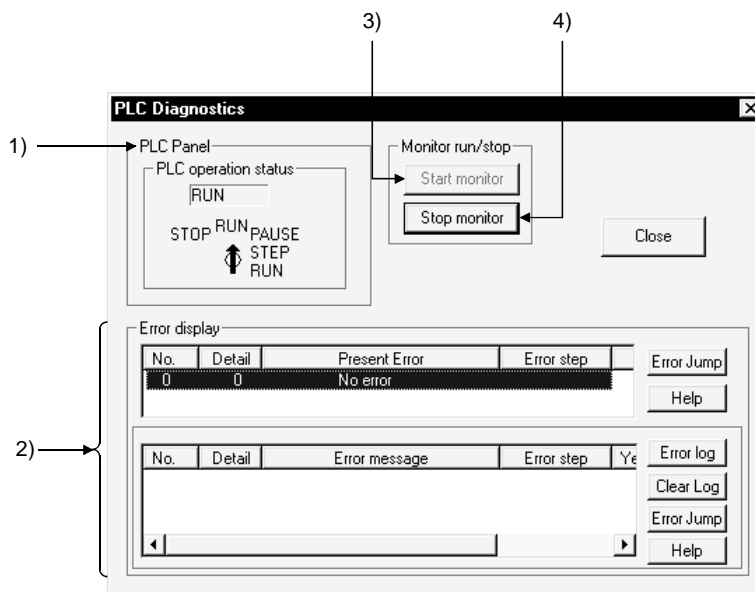 3)
4)
PLC Diagnostics
1)
PLC Panel
PLC operation status
RUN
STOP RUN PAUSE
STEP
RUN
Monitor run/stop
Start monitor
Stop monitor
Close
2)
Error display
No. Detail Present Error Error step
0 0 No error
Error Jump
Help
No. Detail Error message Error step Ye
Error log
Clear Log
Error Jump
Help